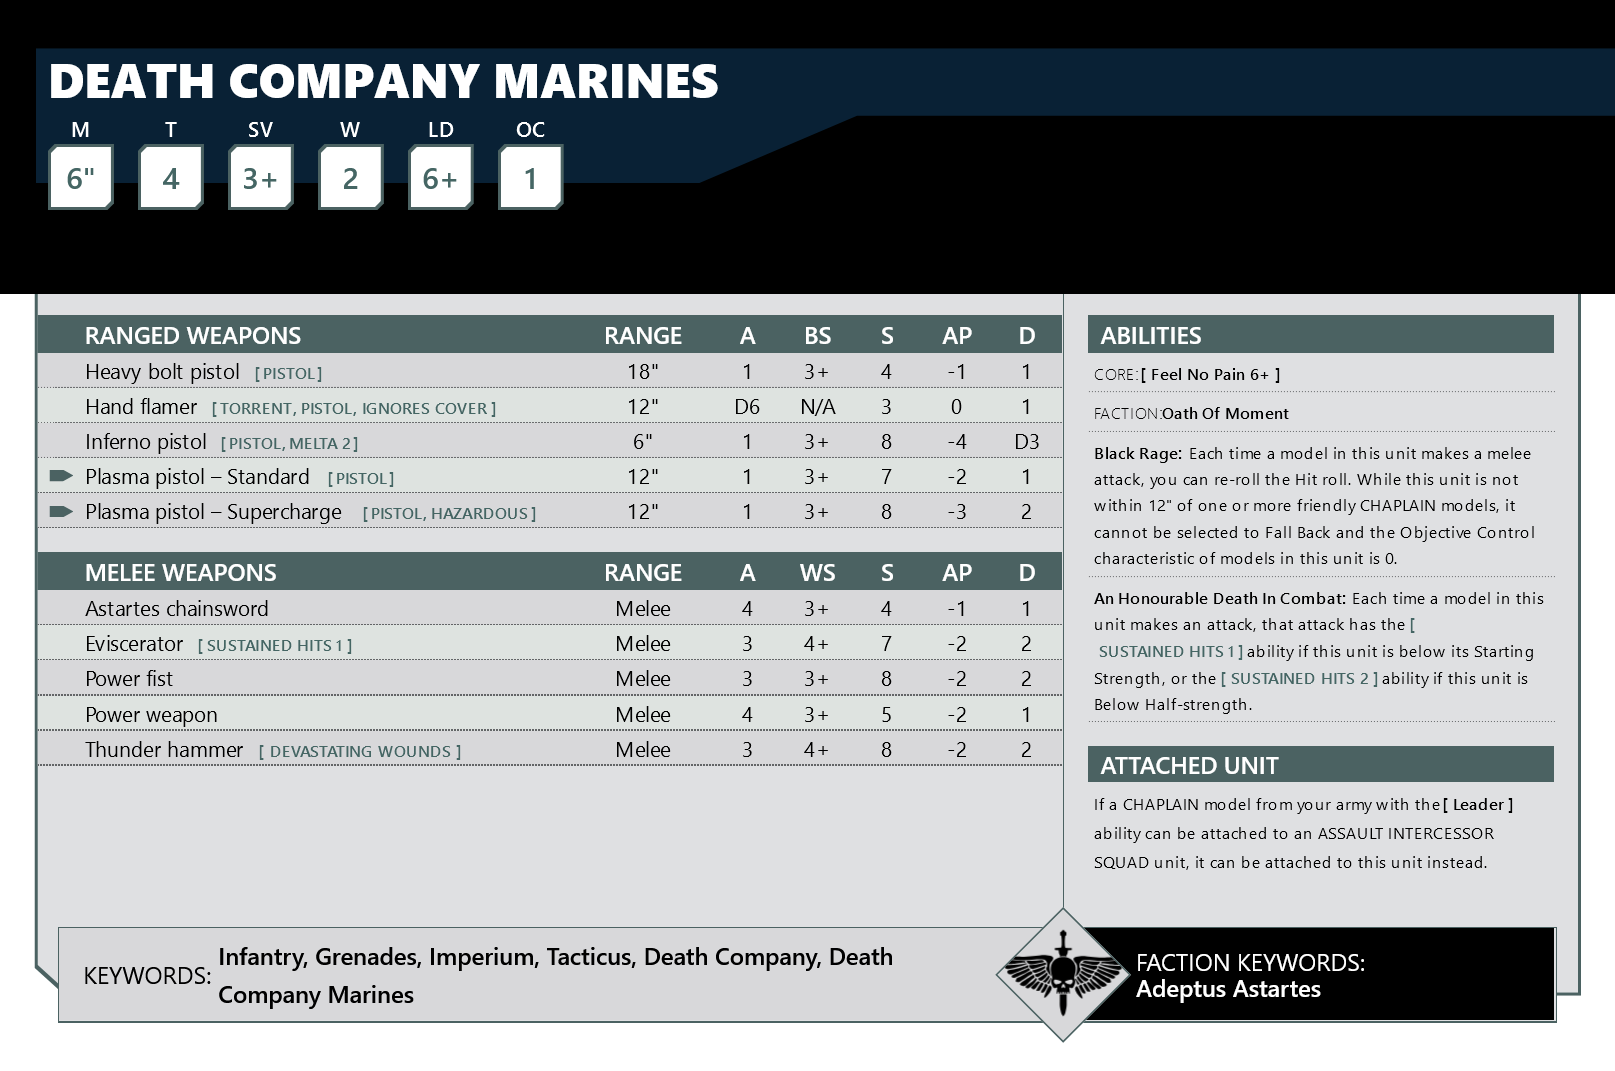 DEATH COMPANY MARINES
M T SV W LD OC
6" 4 3+ 2 6+ 1
RANGED WEAPONS RANGE A BS S AP D
Heavy bolt pistol [ PISTOL ] 18" 1 3+ 4 -1 1
Hand flamer [ TORRENT, PISTOL, IGNORES COVER ] 12" D6 N/A 3 0 1
Inferno pistol [ PISTOL, MELTA 2 ] 6" 1 3+ 8 -4 D3
Plasma pistol – Standard [ PISTOL ] 12" 1 3+ 7 -2 1
Plasma pistol – Supercharge [ PISTOL, HAZARDOUS ] 12" 1 3+ 8 -3 2
MELEE WEAPONS RANGE A WS S AP D
Astartes chainsword Melee 4 3+ 4 -1 1
Eviscerator [ SUSTAINED HITS 1 ] Melee 3 4+ 7 -2 2
Power fist Melee 3 3+ 8 -2 2
Power weapon Melee 4 3+ 5 -2 1
Thunder hammer [ DEVASTATING WOUNDS ] Melee 3 4+ 8 -2 2
ABILITIES
CORE:[ Feel No Pain 6+ ]
FACTION:Oath Of Moment
Black Rage: Each time a model in this unit makes a melee
attack, you can re-roll the Hit roll. While this unit is not
within 12" of one or more friendly CHAPLAIN models, it
cannot be selected to Fall Back and the Objective Control
characteristic of models in this unit is 0.
An Honourable Death In Combat: Each time a model in this
unit makes an attack, that attack has the [
SUSTAINED HITS 1 ] ability if this unit is below its Starting
Strength, or the [ SUSTAINED HITS 2 ] ability if this unit is
Below Half-strength.
ATTACHED UNIT
If a CHAPLAIN model from your army with the [ Leader ]
ability can be attached to an ASSAULT INTERCESSOR
SQUAD unit, it can be attached to this unit instead.
KEYWORDS: Infantry, Grenades, Imperium, Tacticus, Death Company, Death
Company Marines
FACTION KEYWORDS:
Adeptus Astartes